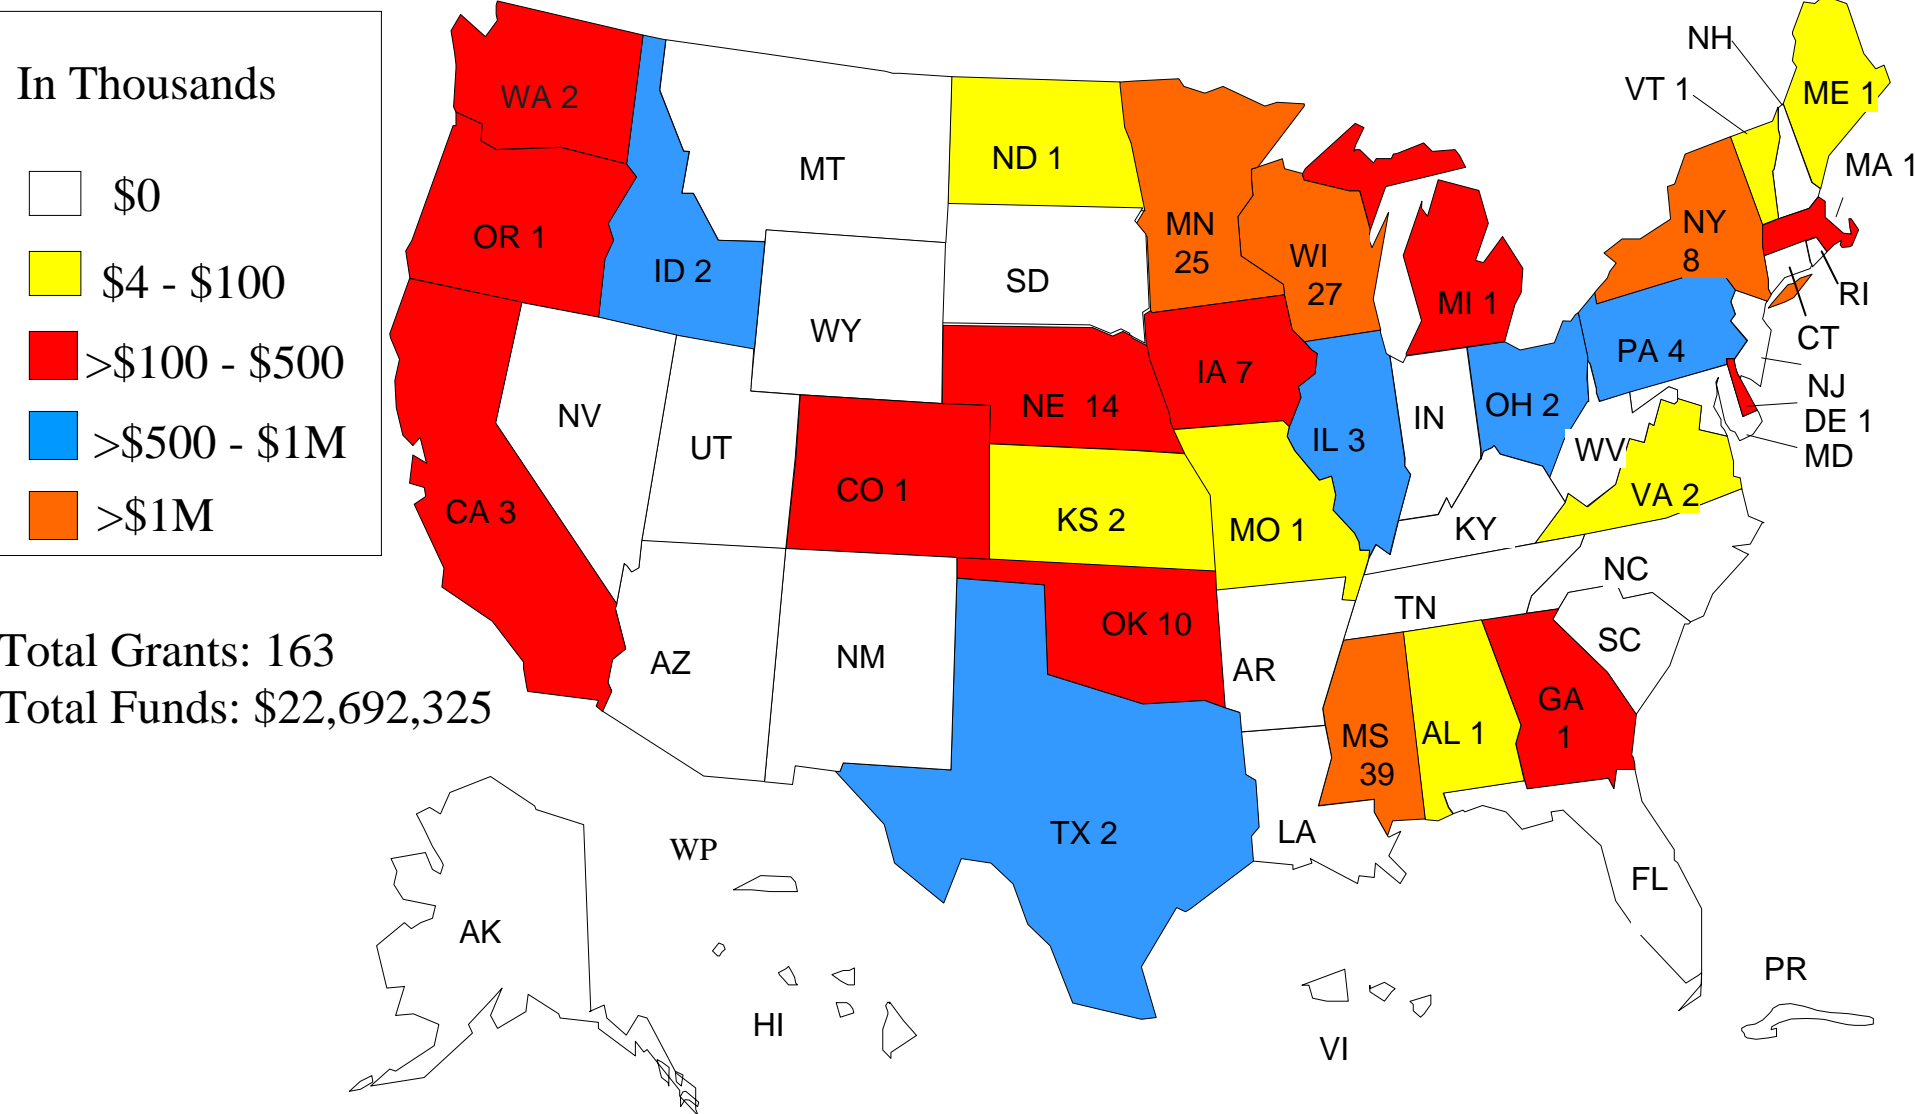 In Thousands
$0
$4 - $100
>$100 - $500
>$500 - $1M
>$1M
Total Grants: 163
Total Funds: $22,692,325
WA 2
OR 1
CA 3
ID 2
NV
MT
WY
UT
AZ
CO 1
NM
ND 1
SD
NE 14
KS 2
OK 10
TX 2
MN
25
IA 7
MO 1
AR
LA
WI
27
IL 3
MI 1
IN
OH 2
KY
TN
MS
39
AL 1
GA
1
FL
SC
NC
VA 2
WV
PA 4
NY
8
VT 1
NH
ME 1
MA 1
RI
CT
NJ
DE 1
MD
AK
WP
HI
VI
PR